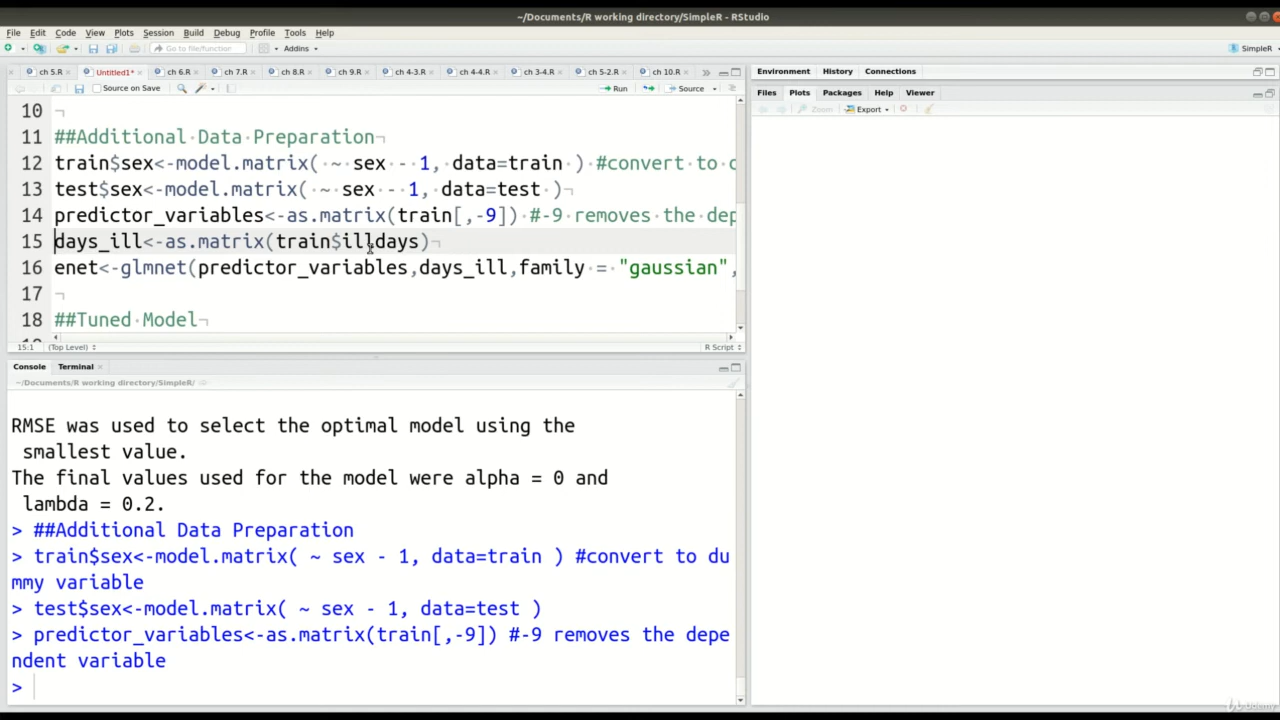 ~/Documents/R working directory/SimpleR - RStudio
File Edit Code View Plots Session Build Debug Profile Tools Help
Go to file/function Addins SimpleR
ch 5.R Untitled1* ch 6.R ch 7.R ch 8.R ch 9.R ch 4-3.R ch 4-4.R ch 3-4.R ch 5-2.R ch 10.R
Source on Save Run Source
10
11 ##Additional Data Preparation
12 train$sex<-model.matrix( ~ sex - 1, data=train ) #convert to
13 test$sex<-model.matrix( ~ sex - 1, data=test )
14 predictor_variables<-as.matrix(train[,-9]) #-9 removes the dep
15 days_ill<-as.matrix(train$illdays)
16 enet<-glmnet(predictor_variables,days_ill,family = "gaussian",
17
18 ##Tuned Model
15:1 (Top Level) R Script
Console Terminal
~/Documents/R working directory/SimpleR/
RMSE was used to select the optimal model using the
smallest value.
The final values used for the model were alpha = 0 and
lambda = 0.2.
> ##Additional Data Preparation
> train$sex<-model.matrix( ~ sex - 1, data=train ) #convert to du
mmy variable
> test$sex<-model.matrix( ~ sex - 1, data=test )
> predictor_variables<-as.matrix(train[,-9]) #-9 removes the depe
ndent variable
>
Environment History Connections
Files Plots Packages Help Viewer
Zoom Export
Udemy